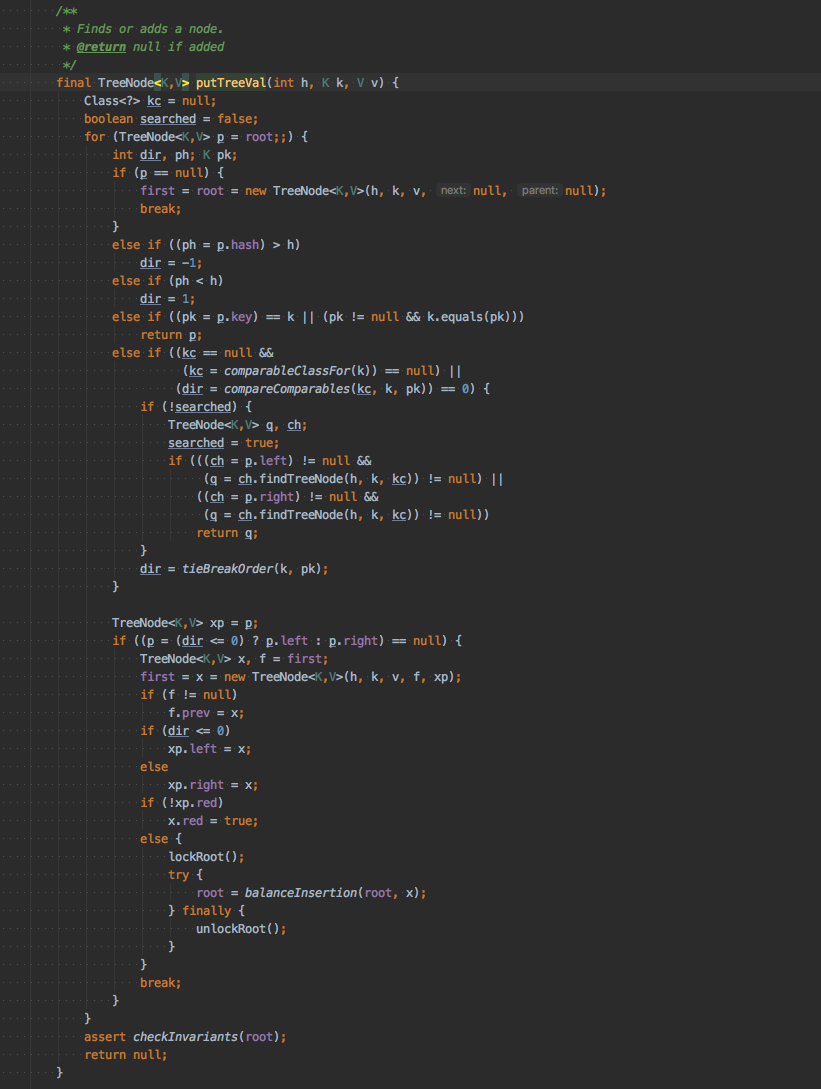 /**
 * Finds or adds a node.
 * @return null if added
 */
final TreeNode<K,V> putTreeVal(int h, K k, V v) {
    Class<?> kc = null;
    boolean searched = false;
    for (TreeNode<K,V> p = root;;) {
        int dir, ph; K pk;
        if (p == null) {
            first = root = new TreeNode<K,V>(h, k, v, next: null, parent: null);
            break;
        }
        else if ((ph = p.hash) > h)
            dir = -1;
        else if (ph < h)
            dir = 1;
        else if ((pk = p.key) == k || (pk != null && k.equals(pk)))
            return p;
        else if ((kc == null &&
                  (kc = comparableClassFor(k)) == null) ||
                 (dir = compareComparables(kc, k, pk)) == 0) {
            if (!searched) {
                TreeNode<K,V> q, ch;
                searched = true;
                if (((ch = p.left) != null &&
                     (q = ch.findTreeNode(h, k, kc)) != null) ||
                    ((ch = p.right) != null &&
                     (q = ch.findTreeNode(h, k, kc)) != null))
                    return q;
            }
            dir = tieBreakOrder(k, pk);
        }

        TreeNode<K,V> xp = p;
        if ((p = (dir <= 0) ? p.left : p.right) == null) {
            TreeNode<K,V> x, f = first;
            first = x = new TreeNode<K,V>(h, k, v, f, xp);
            if (f != null)
                f.prev = x;
            if (dir <= 0)
                xp.left = x;
            else
                xp.right = x;
            if (!xp.red)
                x.red = true;
            else {
                lockRoot();
                try {
                    root = balanceInsertion(root, x);
                } finally {
                    unlockRoot();
                }
            }
            break;
        }
    }
    assert checkInvariants(root);
    return null;
}